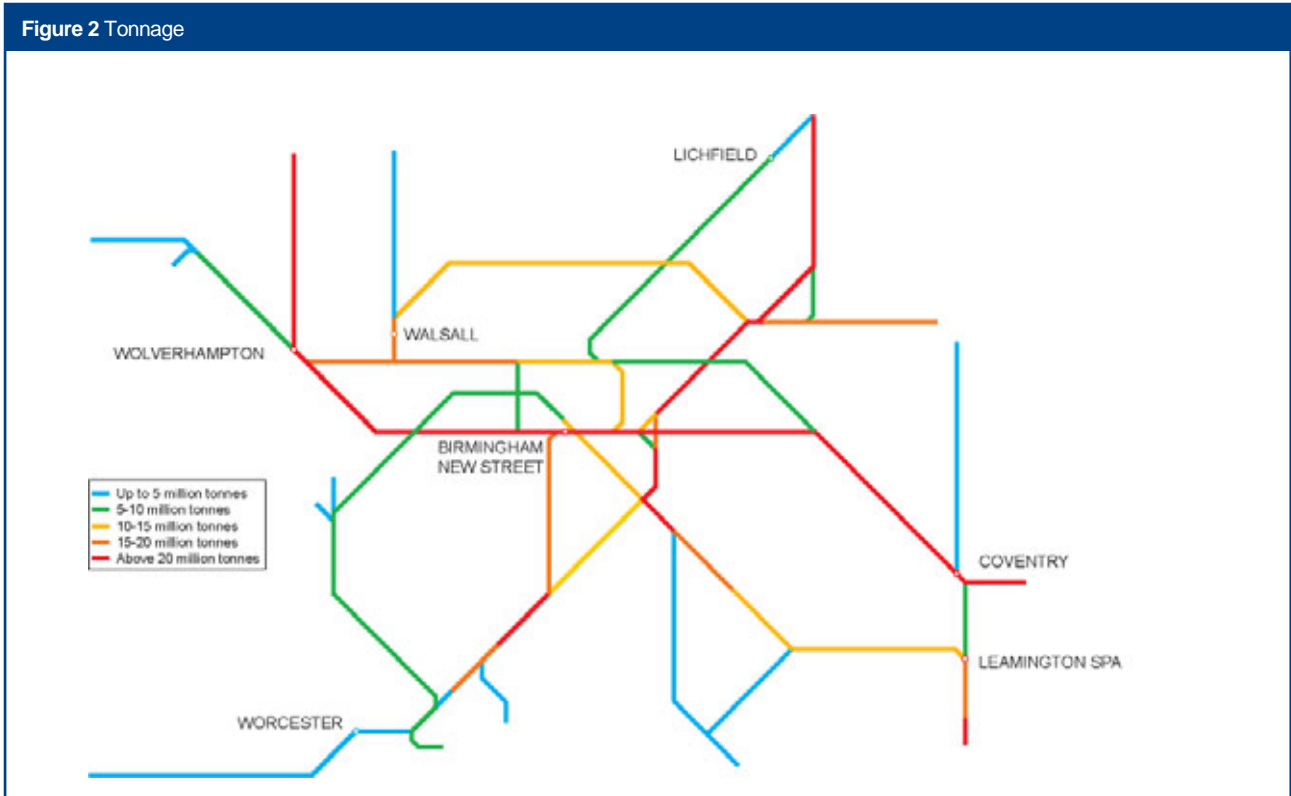 Figure 2 Tonnage
LICHFIELD
WALSALL
WOLVERHAMPTON
BIRMINGHAM
NEW STREET
Up to 5 million tonnes
5-10 million tonnes
10-15 million tonnes
15-20 million tonnes
Above 20 million tonnes
COVENTRY
LEAMINGTON SPA
WORCESTER